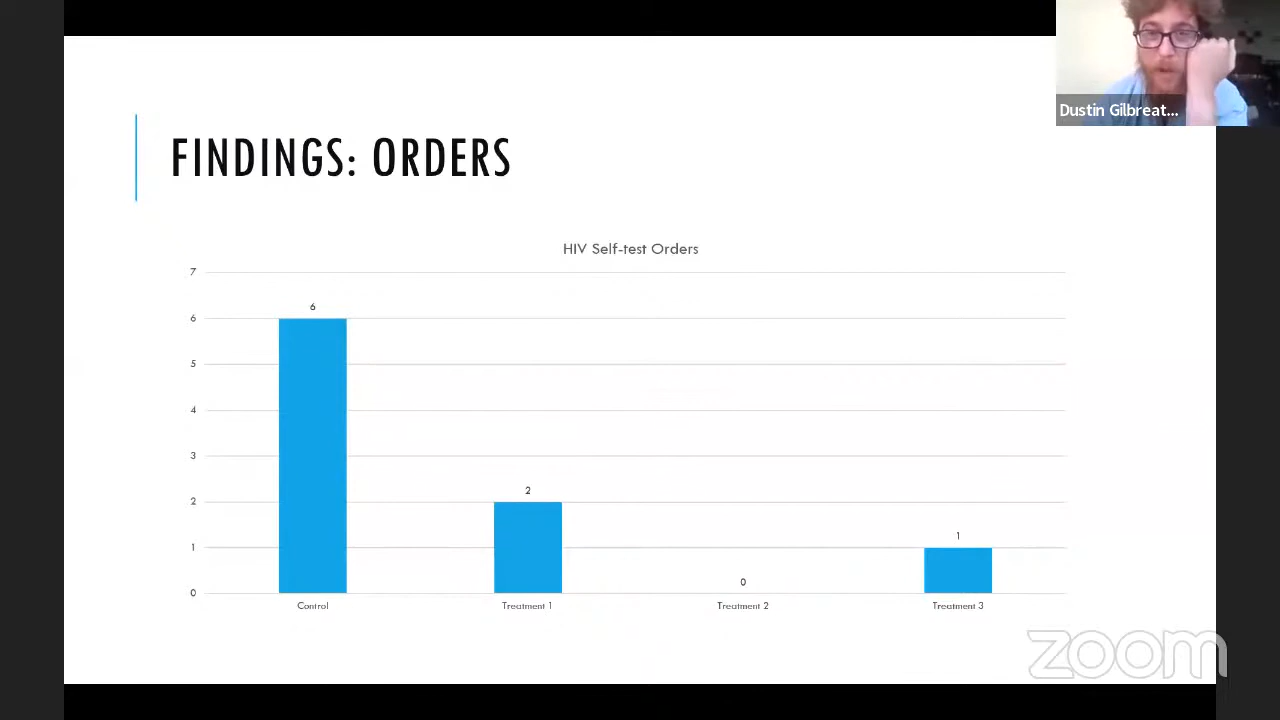 Dustin Gilbreat...
FINDINGS: ORDERS
HIV Self-test Orders
7
6
5
4
3
2
1
0
6
2
0
1
Control
Treatment 1
Treatment 2
Treatment 3
zoom